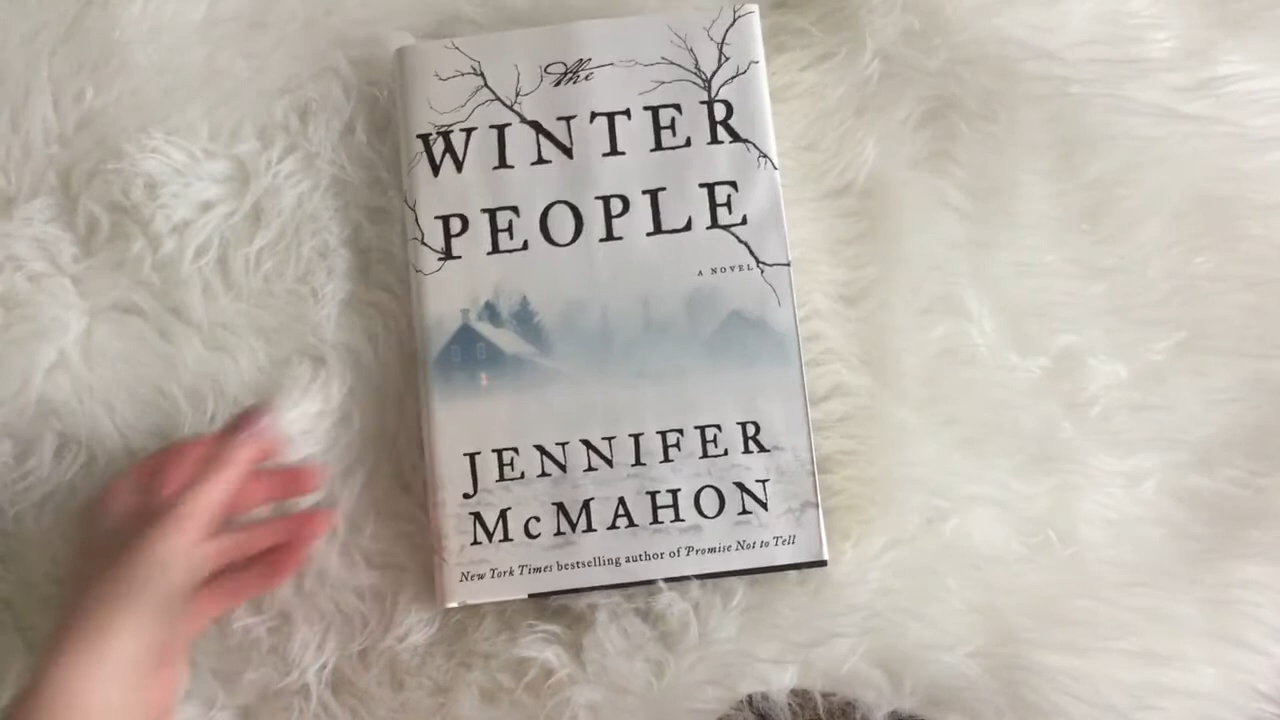 The
WINTER
PEOPLE
A NOVEL
JENNIFER
McMAHON
New York Times bestselling author of Promise Not to Tell